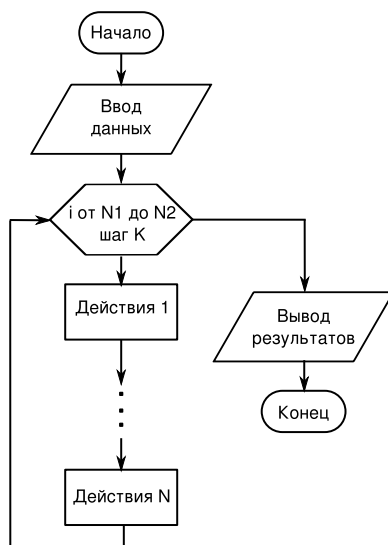 Начало
Ввод
данных
i от N1 до N2
шаг K
Действия 1
Действия N
Вывод
результатов
Конец